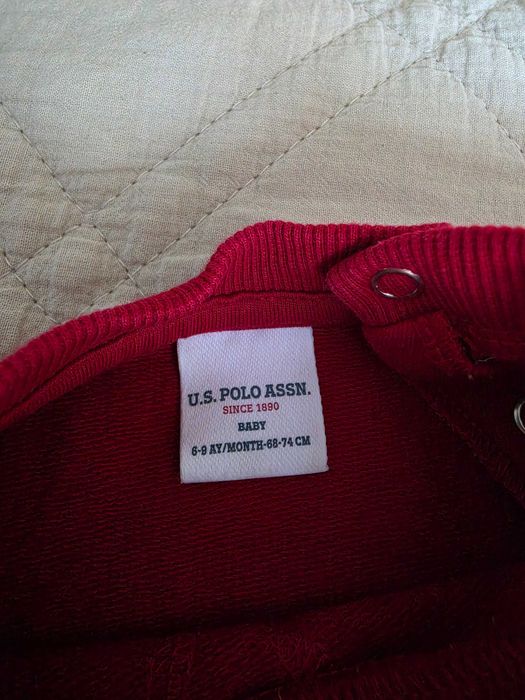 U.S. POLO ASSN.
SINCE 1890
BABY
6-9 AY/MONTH-68-74 CM